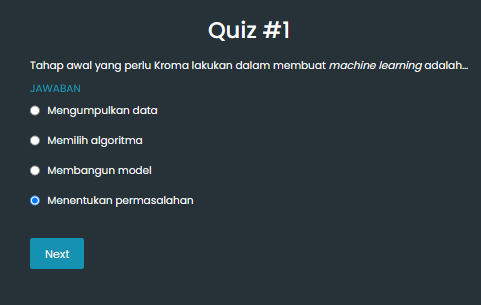 Quiz #1
Tahap awal yang perlu Kroma lakukan dalam membuat machine learning adalah...
JAWABAN
Mengumpulkan data
Memilih algoritma
Membangun model
Menentukan permasalahan
Next